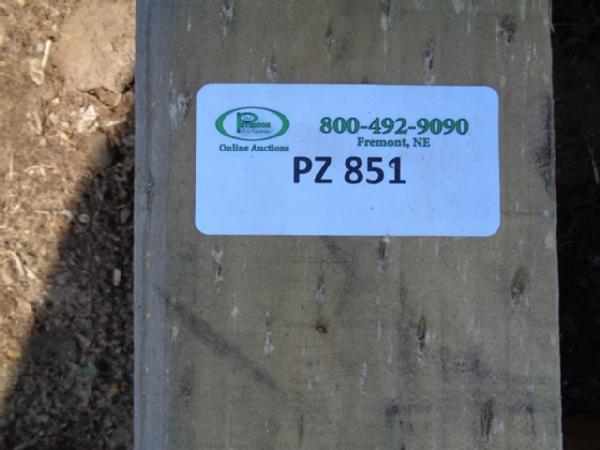 800-492-9090
Fremont, NE
Online Auctions
PZ 851